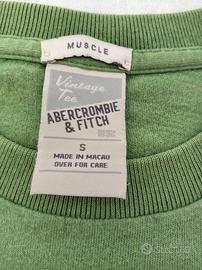 MUSCLE
Vintage
Tee
ABERCROMBIE
& FITCH
S
MADE IN MACAU
OVER FOR CARE